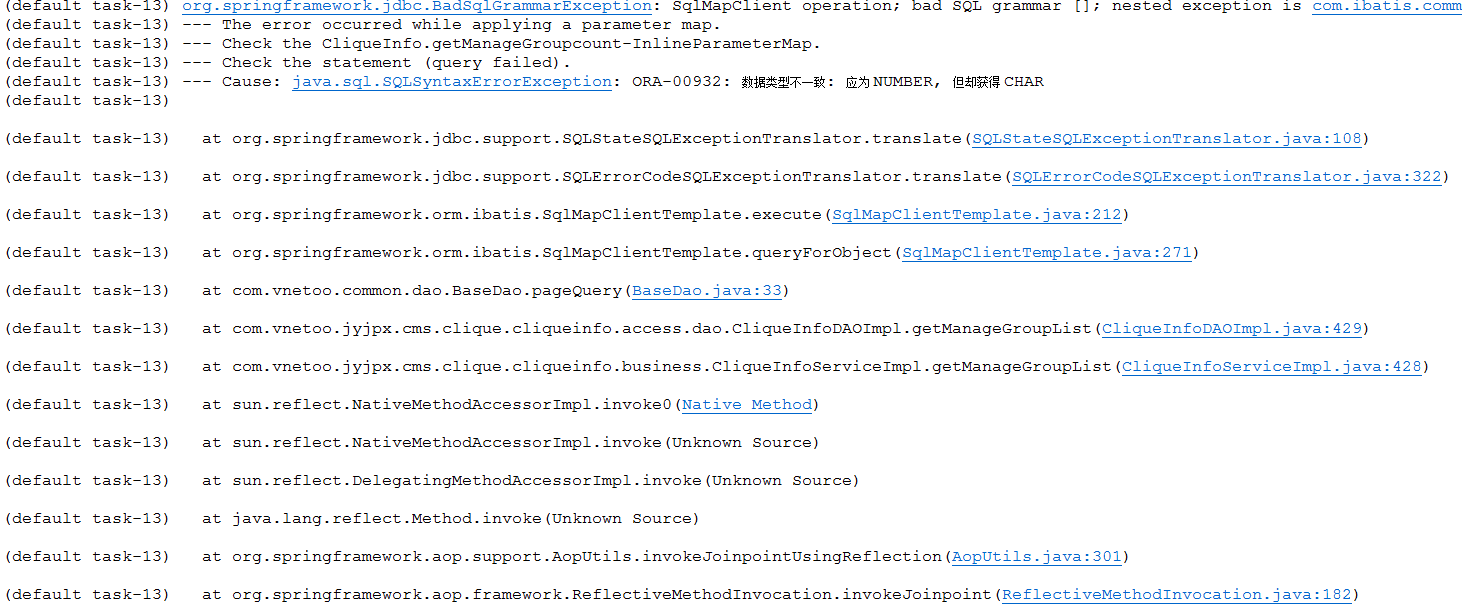 (default task-13) org.springframework.jdbc.BadSqlGrammarException: SqlMapClient operation; bad SQL grammar []; nested exception is com.ibatis.comm
(default task-13) --- The error occurred while applying a parameter map.
(default task-13) --- Check the CliqueInfo.getManageGroupcount-InlineParameterMap.
(default task-13) --- Check the statement (query failed).
(default task-13) --- Cause: java.sql.SQLSyntaxErrorException: ORA-00932: 数据类型不一致: 应为 NUMBER, 但却获得 CHAR
(default task-13)
(default task-13) at org.springframework.jdbc.support.SQLStateSQLExceptionTranslator.translate(SQLStateSQLExceptionTranslator.java:108)
(default task-13) at org.springframework.jdbc.support.SQLErrorCodeSQLExceptionTranslator.translate(SQLErrorCodeSQLExceptionTranslator.java:322)
(default task-13) at org.springframework.orm.ibatis.SqlMapClientTemplate.execute(SqlMapClientTemplate.java:212)
(default task-13) at org.springframework.orm.ibatis.SqlMapClientTemplate.queryForObject(SqlMapClientTemplate.java:271)
(default task-13) at com.vnetoo.common.dao.BaseDao.pageQuery(BaseDao.java:33)
(default task-13) at com.vnetoo.jyjpx.cms.clique.cliqueinfo.access.dao.CliqueInfoDAOImpl.getManageGroupList(CliqueInfoDAOImpl.java:429)
(default task-13) at com.vnetoo.jyjpx.cms.clique.cliqueinfo.business.CliqueInfoServiceImpl.getManageGroupList(CliqueInfoServiceImpl.java:428)
(default task-13) at sun.reflect.NativeMethodAccessorImpl.invoke0(Native Method)
(default task-13) at sun.reflect.NativeMethodAccessorImpl.invoke(Unknown Source)
(default task-13) at sun.reflect.DelegatingMethodAccessorImpl.invoke(Unknown Source)
(default task-13) at java.lang.reflect.Method.invoke(Unknown Source)
(default task-13) at org.springframework.aop.support.AopUtils.invokeJoinpointUsingReflection(AopUtils.java:301)
(default task-13) at org.springframework.aop.framework.ReflectiveMethodInvocation.invokeJoinpoint(ReflectiveMethodInvocation.java:182)